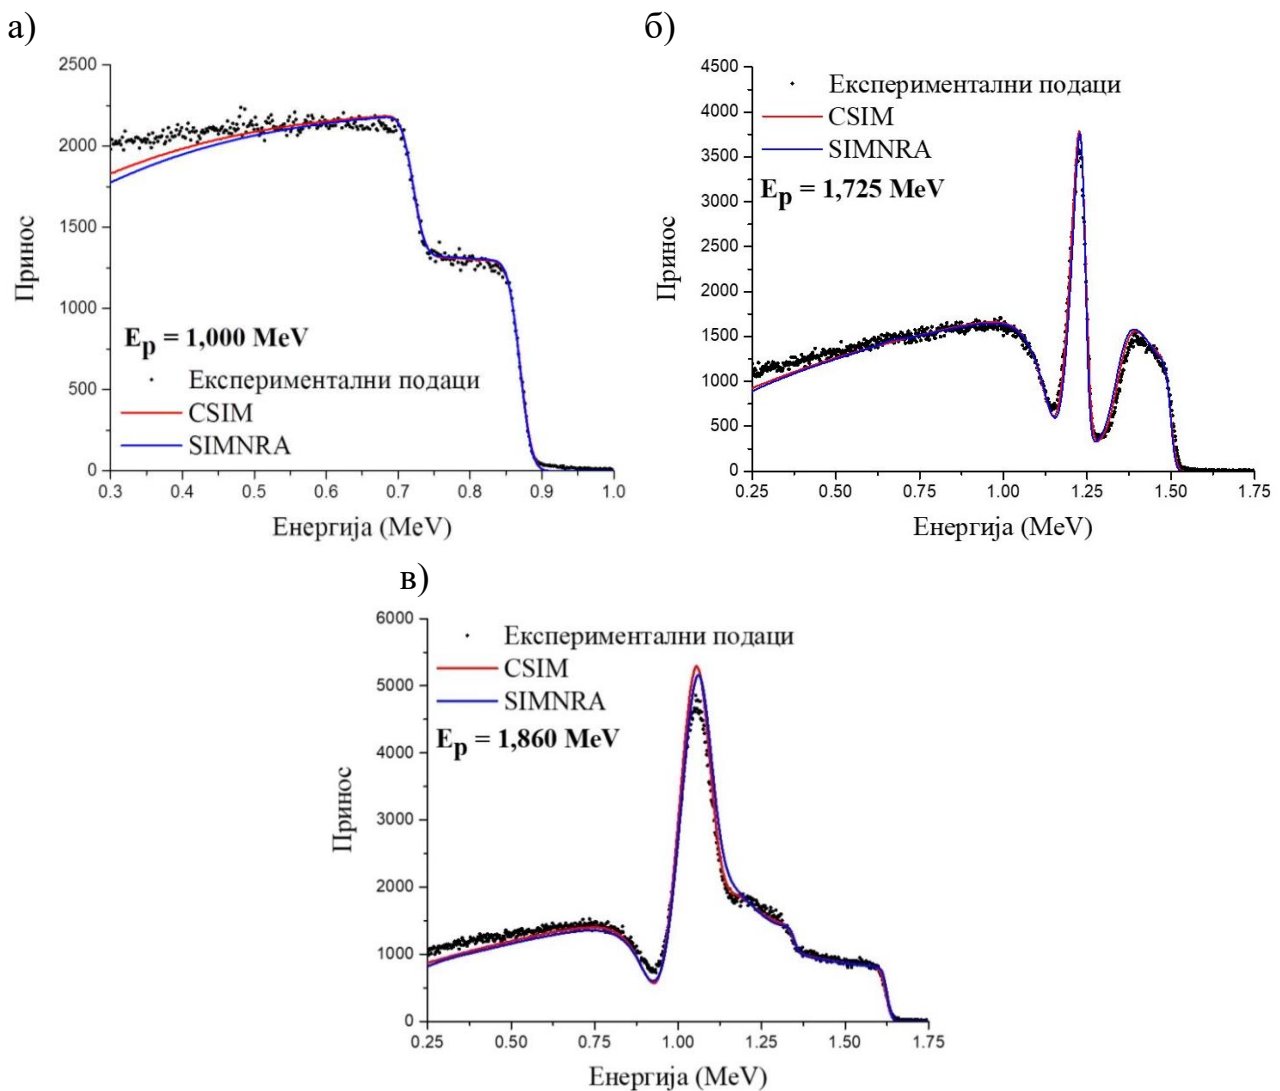 а)
2500
2000
1500
1000
500
0
Принос
E_p = 1,000 MeV
Експериментални подаци
CSIM
SIMNRA
0.3 0.4 0.5 0.6 0.7 0.8 0.9 1.0
Енергија (MeV)
б)
4500
4000
3500
3000
2500
2000
1500
1000
500
0
Принос
Експериментални подаци
CSIM
SIMNRA
E_p = 1,725 MeV
0.25 0.50 0.75 1.00 1.25 1.50 1.75
Енергија (MeV)
в)
6000
5000
4000
3000
2000
1000
0
Принос
Експериментални подаци
CSIM
SIMNRA
E_p = 1,860 MeV
0.25 0.50 0.75 1.00 1.25 1.50 1.75
Енергија (MeV)